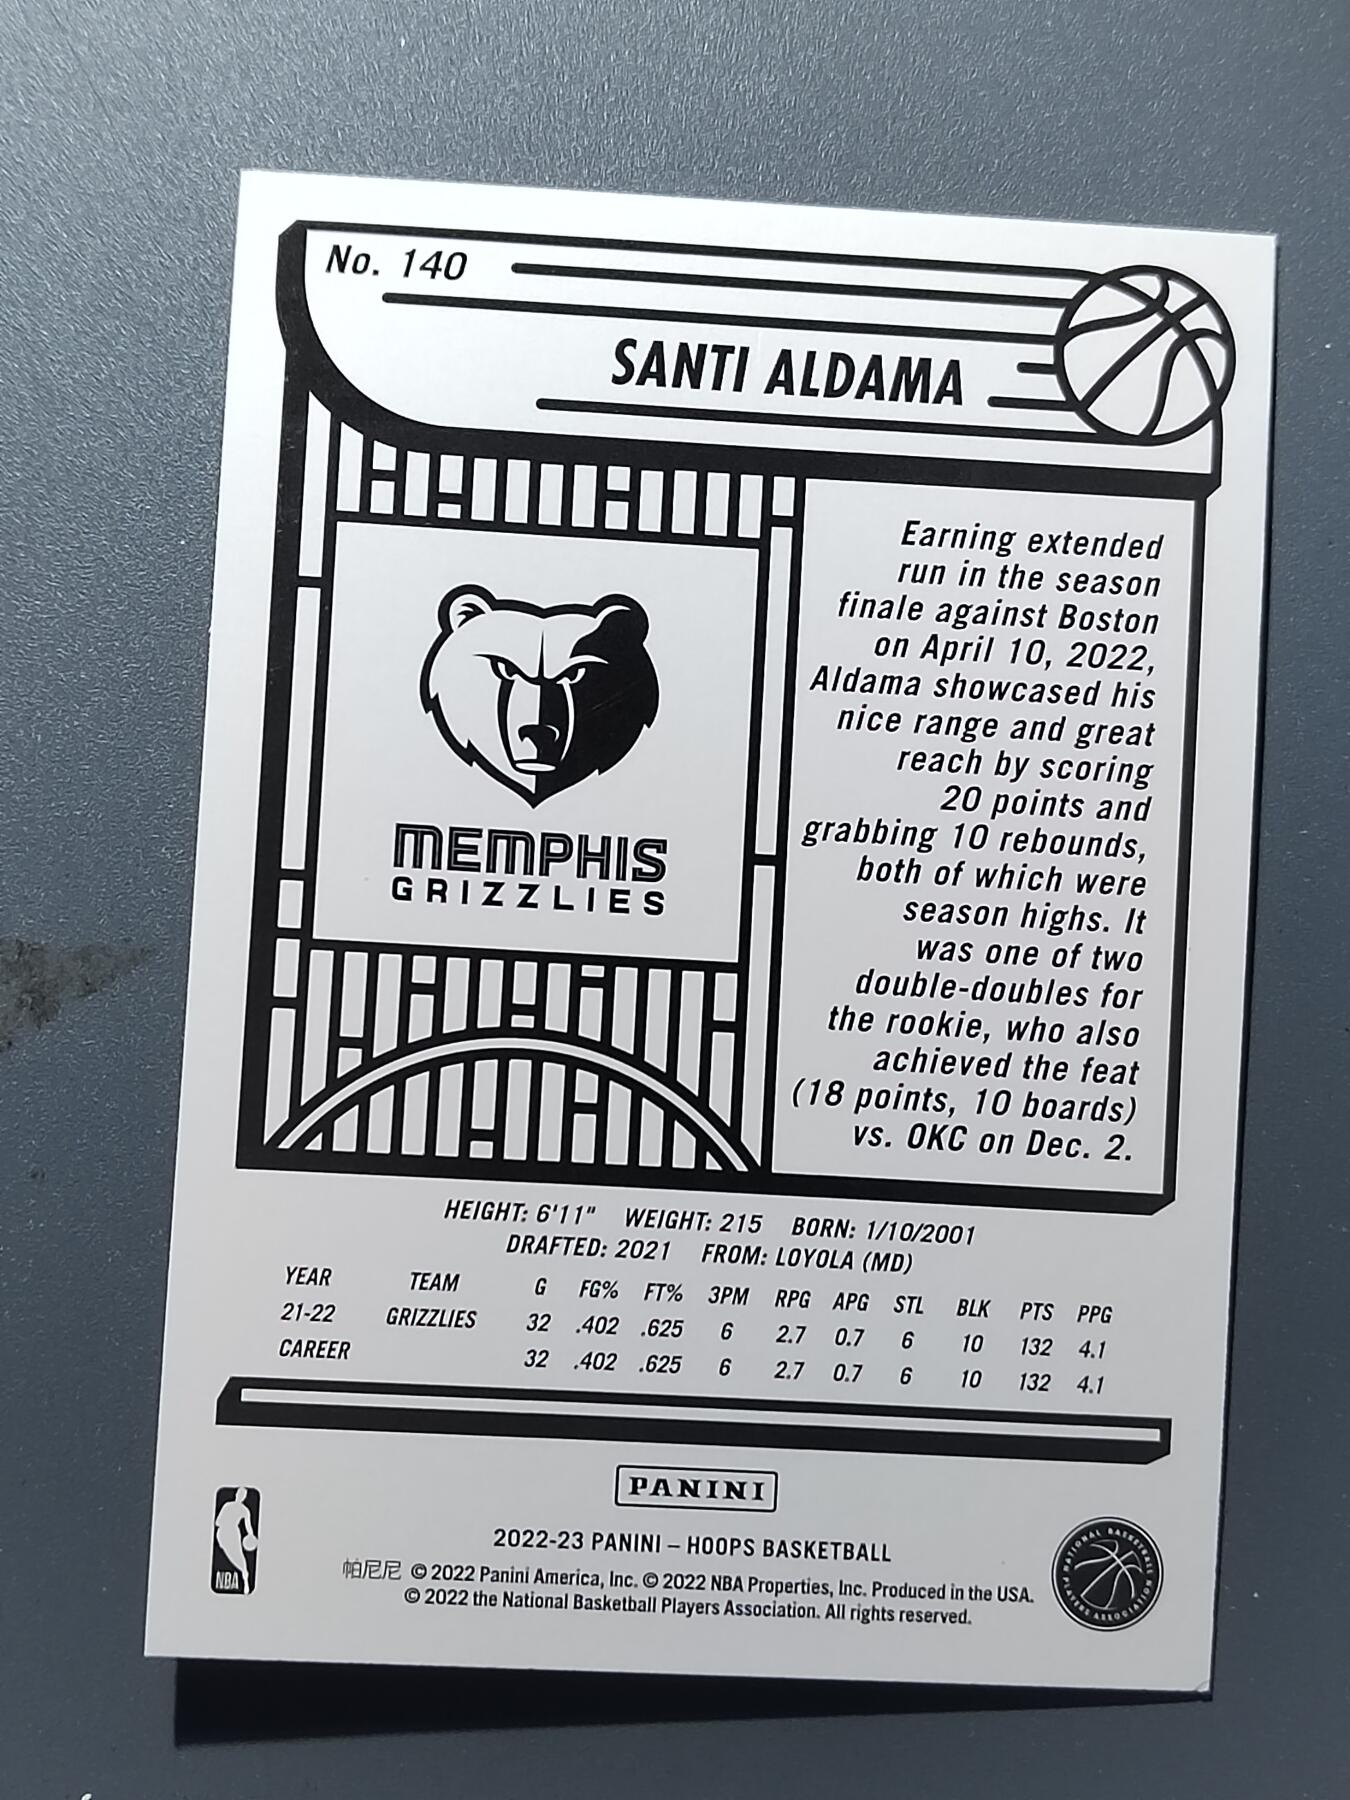 No. 140
SANTI ALDAMA
MEMPHIS
GRIZZLIES
Earning extended
run in the season
finale against Boston
on April 10, 2022,
Aldama showcased his
nice range and great
reach by scoring
20 points and
grabbing 10 rebounds,
both of which were
season highs. It
was one of two
double-doubles for
the rookie, who also
achieved the feat
(18 points, 10 boards)
vs. OKC on Dec. 2.
HEIGHT: 6'11" WEIGHT: 215 BORN: 1/10/2001
DRAFTED: 2021 FROM: LOYOLA (MD)
YEAR TEAM G FG% FT% 3PM RPG APG STL BLK PTS PPG
21-22 GRIZZLIES 32 .402 .625 6 2.7 0.7 6 10 132 4.1
CAREER 32 .402 .625 6 2.7 0.7 6 10 132 4.1
PANINI
2022-23 PANINI – HOOPS BASKETBALL
帕尼尼 © 2022 Panini America, Inc. © 2022 NBA Properties, Inc. Produced in the USA.
© 2022 the National Basketball Players Association. All rights reserved.
NBA
NATIONAL BASKETBALL PLAYERS ASSOCIATION